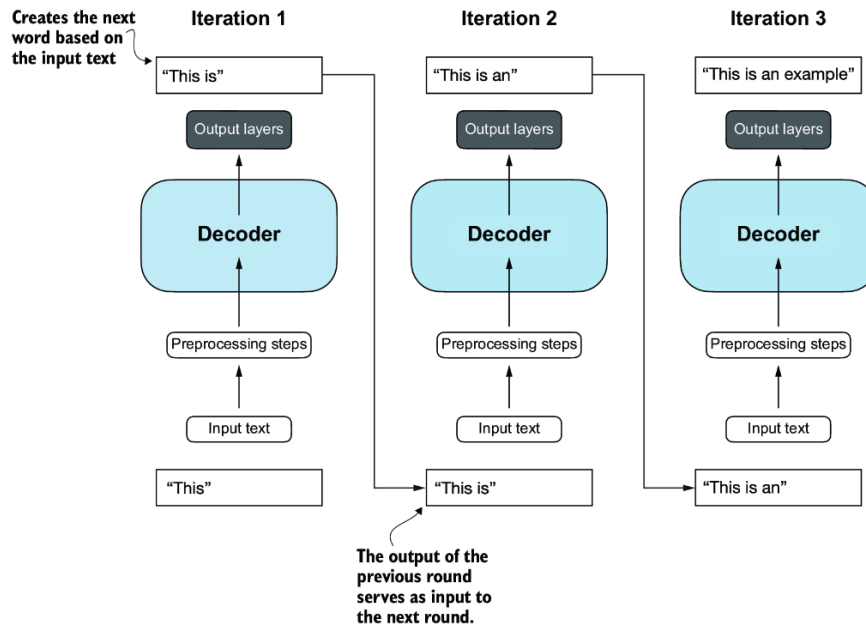 Creates the next
word based on
the input text
Iteration 1
“This is”
Output layers
Decoder
Preprocessing steps
Input text
“This”
Iteration 2
“This is an”
Output layers
Decoder
Preprocessing steps
Input text
“This is”
The output of the
previous round
serves as input to
the next round.
Iteration 3
“This is an example”
Output layers
Decoder
Preprocessing steps
Input text
“This is an”